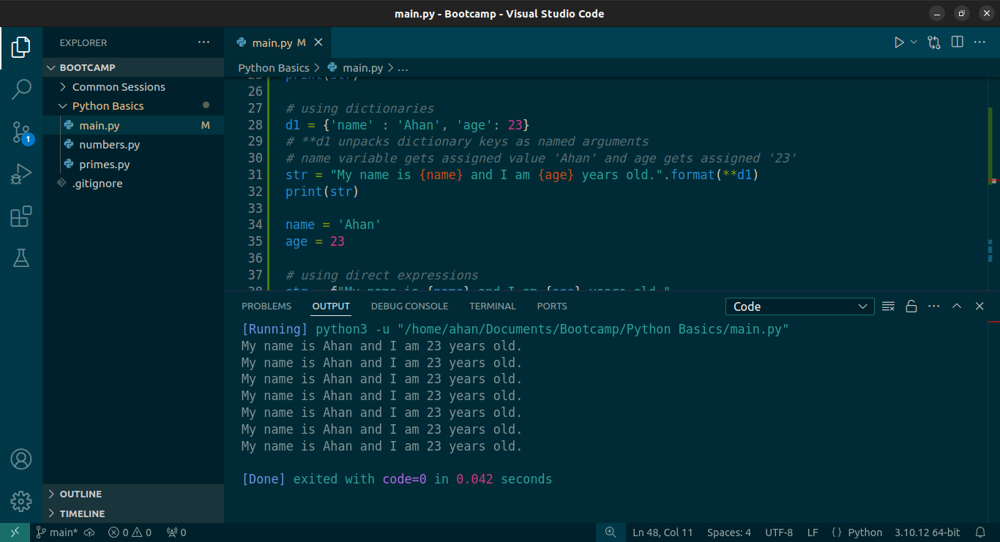 main.py - Bootcamp - Visual Studio Code
EXPLORER
BOOTCAMP
Common Sessions
Python Basics
main.py M
numbers.py
primes.py
.gitignore
OUTLINE
TIMELINE
1
main.py M
Python Basics > main.py > ...
25 print(str)
26
27 # using dictionaries
28 d1 = {'name' : 'Ahan', 'age': 23}
29 # **d1 unpacks dictionary keys as named arguments
30 # name variable gets assigned value 'Ahan' and age gets assigned '23'
31 str = "My name is {name} and I am {age} years old.".format(**d1)
32 print(str)
33
34 name = 'Ahan'
35 age = 23
36
37 # using direct expressions
38 str = f"My name is {name} and I am {age} years old."
PROBLEMS OUTPUT DEBUG CONSOLE TERMINAL PORTS Code
[Running] python3 -u "/home/ahan/Documents/Bootcamp/Python Basics/main.py"
My name is Ahan and I am 23 years old.
My name is Ahan and I am 23 years old.
My name is Ahan and I am 23 years old.
My name is Ahan and I am 23 years old.
My name is Ahan and I am 23 years old.
My name is Ahan and I am 23 years old.
My name is Ahan and I am 23 years old.
[Done] exited with code=0 in 0.042 seconds
main* 0 0 0 Ln 48, Col 11 Spaces: 4 UTF-8 LF {} Python 3.10.12 64-bit